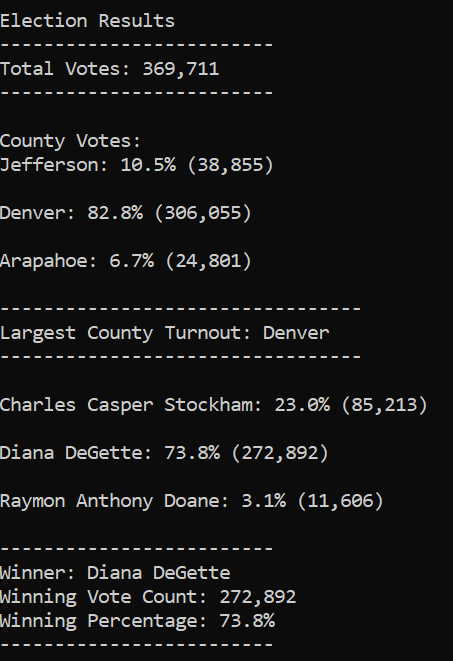 Election Results
-------------------------
Total Votes: 369,711
-------------------------
County Votes:
Jefferson: 10.5% (38,855)
Denver: 82.8% (306,055)
Arapahoe: 6.7% (24,801)
---------------------------------
Largest County Turnout: Denver
---------------------------------
Charles Casper Stockham: 23.0% (85,213)
Diana DeGette: 73.8% (272,892)
Raymon Anthony Doane: 3.1% (11,606)
-------------------------
Winner: Diana DeGette
Winning Vote Count: 272,892
Winning Percentage: 73.8%
-------------------------